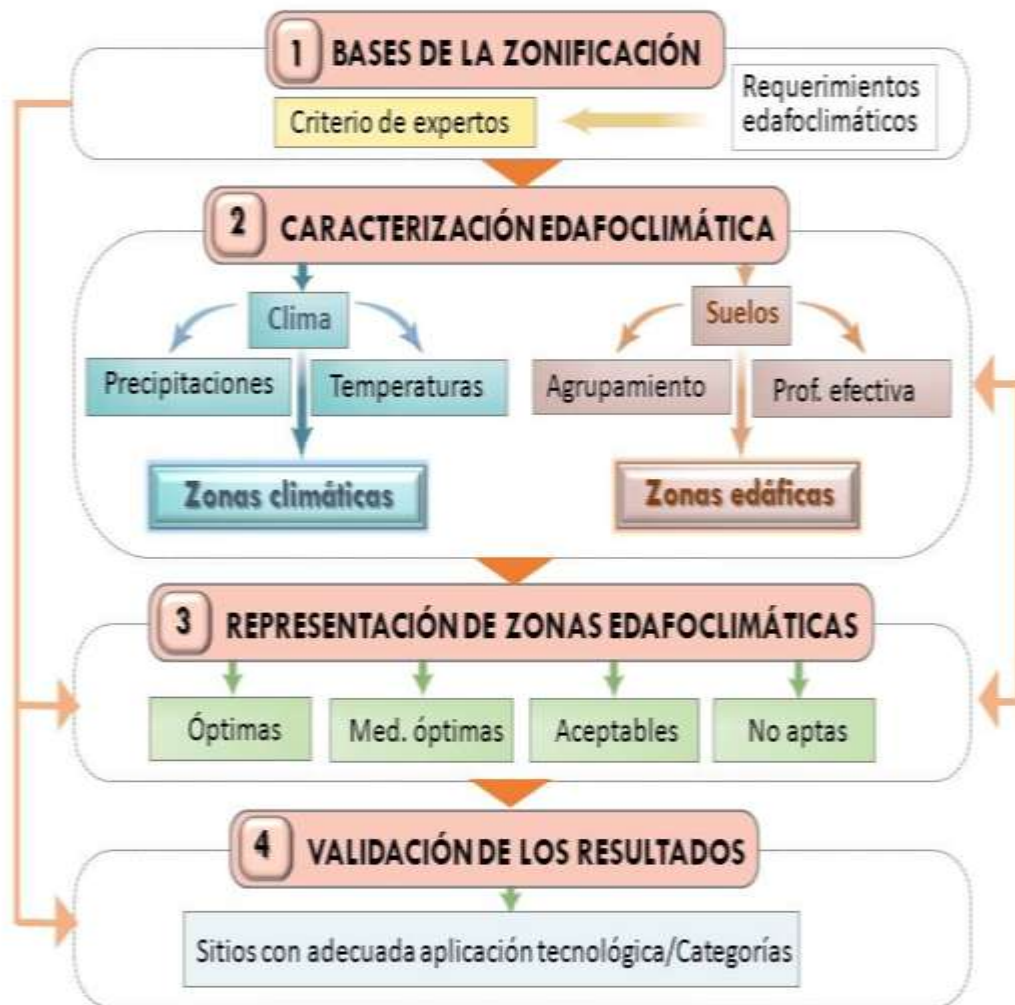 1 BASES DE LA ZONIFICACIÓN
Criterio de expertos
Requerimientos
edafoclimáticos
2 CARACTERIZACIÓN EDAFOCLIMÁTICA
Clima
Suelos
Precipitaciones
Temperaturas
Agrupamiento
Prof. efectiva
Zonas climáticas
Zonas edáficas
3 REPRESENTACIÓN DE ZONAS EDAFOCLIMÁTICAS
Óptimas
Med. óptimas
Aceptables
No aptas
4 VALIDACIÓN DE LOS RESULTADOS
Sitios con adecuada aplicación tecnológica/Categorías